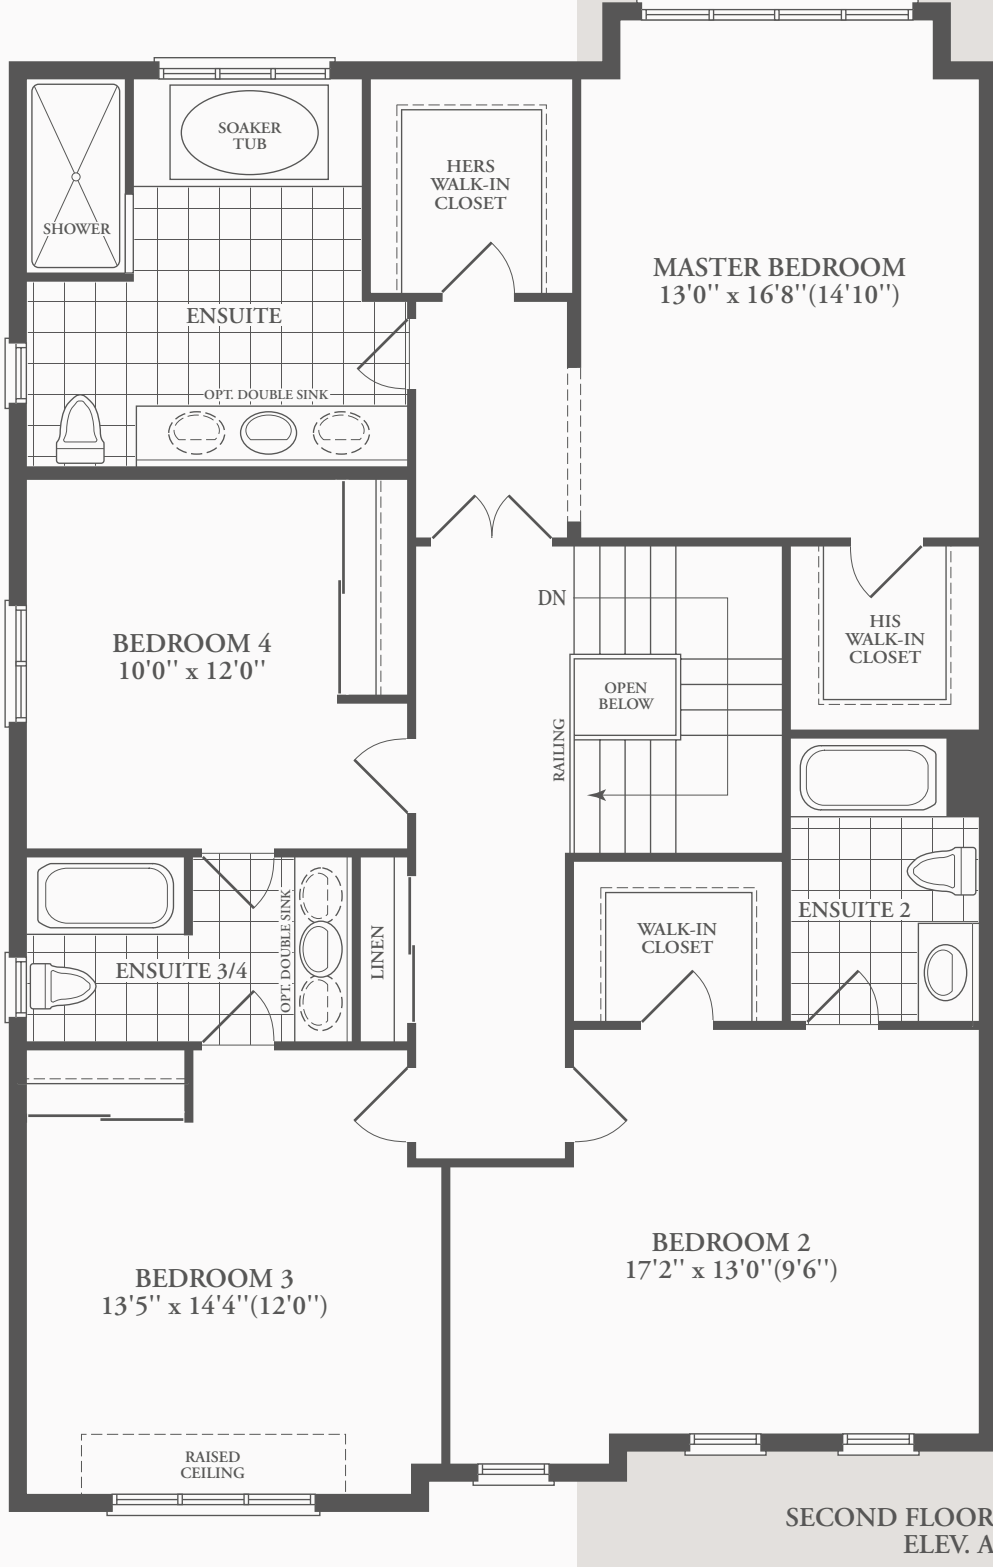 SOAKER
TUB
SHOWER
HERS
WALK-IN
CLOSET
MASTER BEDROOM
13'0'' x 16'8''(14'10'')
ENSUITE
OPT. DOUBLE SINK
DN
BEDROOM 4
10'0'' x 12'0''
HIS
WALK-IN
CLOSET
OPEN
BELOW
RAILING
ENSUITE 2
WALK-IN
CLOSET
OPT. DOUBLE SINK
LINEN
ENSUITE 3/4
BEDROOM 2
17'2'' x 13'0''(9'6'')
BEDROOM 3
13'5'' x 14'4''(12'0'')
RAISED
CEILING
SECOND FLOOR
ELEV. A